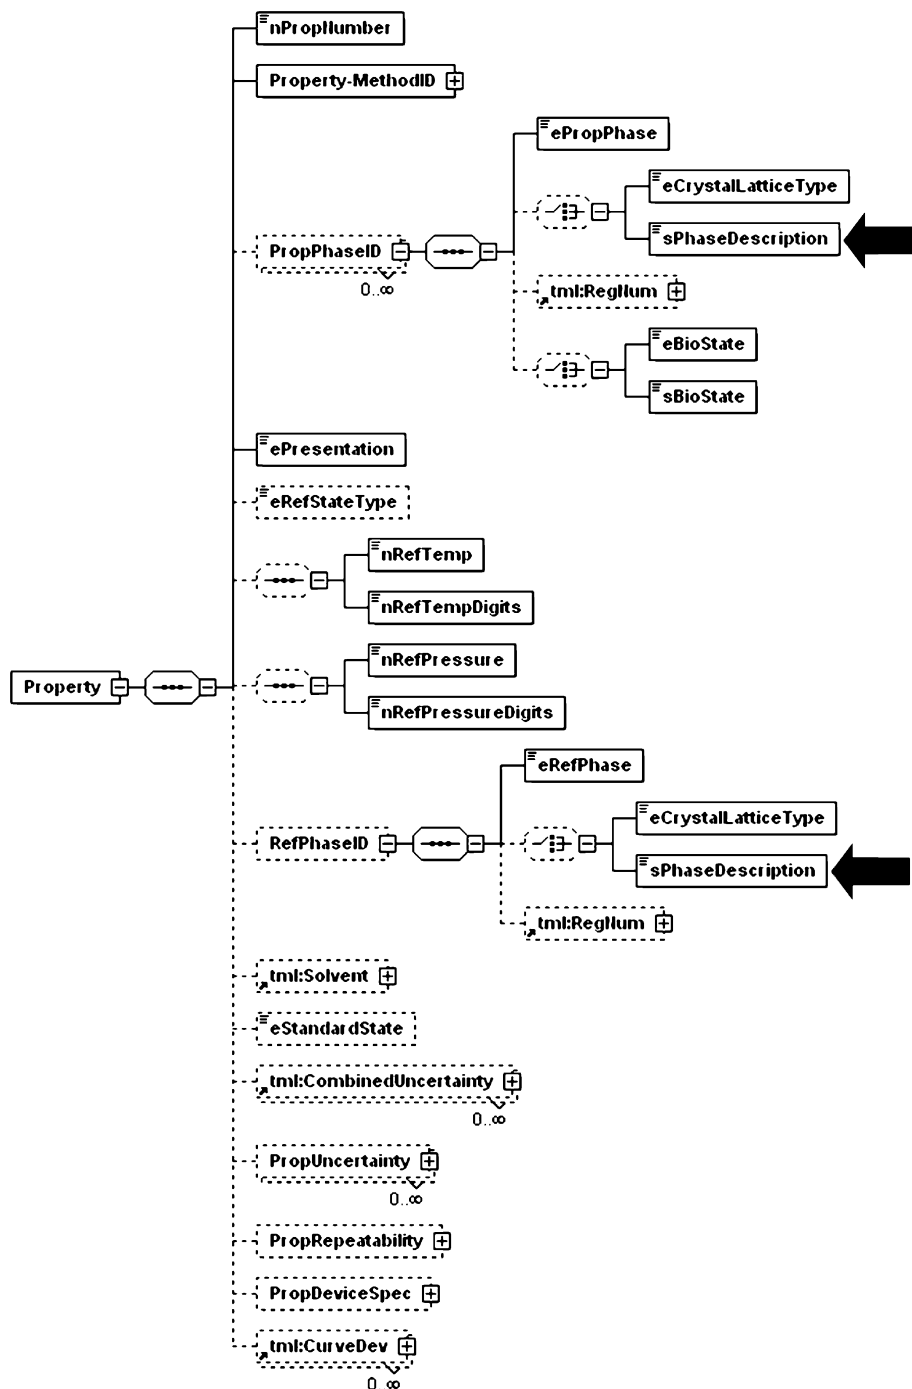 nPropNumber
Property-MethodID
ePropPhase
eCrystalLatticeType
sPhaseDescription
PropPhaseID
0..∞
tml:RegNum
eBioState
sBioState
ePresentation
eRefStateType
nRefTemp
nRefTempDigits
nRefPressure
Property
nRefPressureDigits
eRefPhase
eCrystalLatticeType
RefPhaseID
sPhaseDescription
tml:RegNum
tml:Solvent
eStandardState
tml:CombinedUncertainty
0..∞
PropUncertainty
0..∞
PropRepeatability
PropDeviceSpec
tml:CurveDev
0..∞